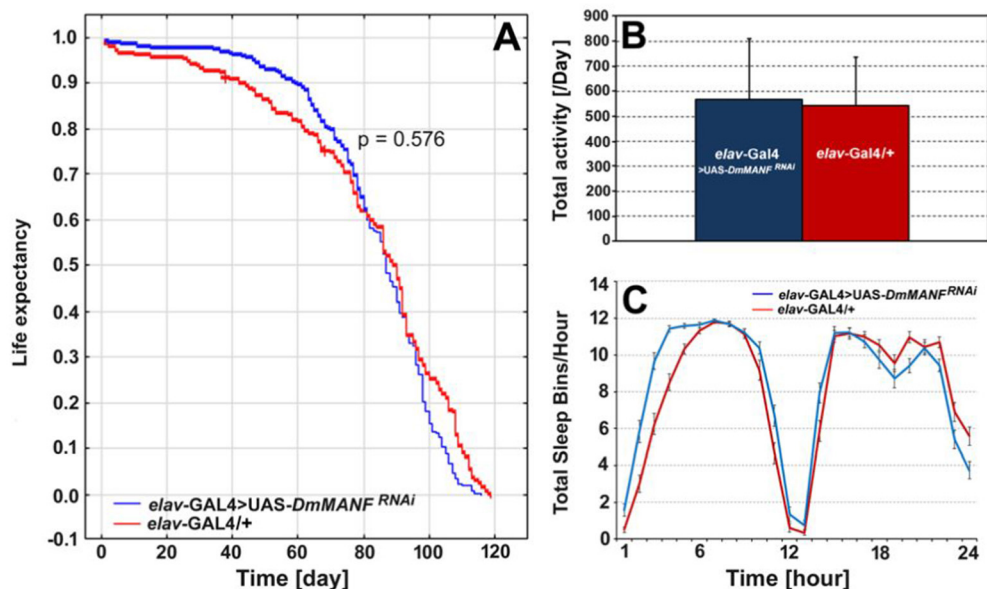 A
1.0
0.9
0.8
0.7
0.6
0.5
0.4
0.3
0.2
0.1
0.0
-0.1
Life expectancy
p = 0.576
elav-GAL4>UAS-DmMANF RNAi
elav-GAL4/+
0
20
40
60
80
100
120
Time [day]
B
900
800
700
600
500
400
300
200
100
0
Total activity [/Day]
elav-Gal4
>UAS-DmMANF RNAi
elav-Gal4/+
C
14
12
10
8
6
4
2
0
Total Sleep Bins/Hour
elav-GAL4>UAS-DmMANF RNAi
elav-GAL4/+
1
6
12
18
24
Time [hour]